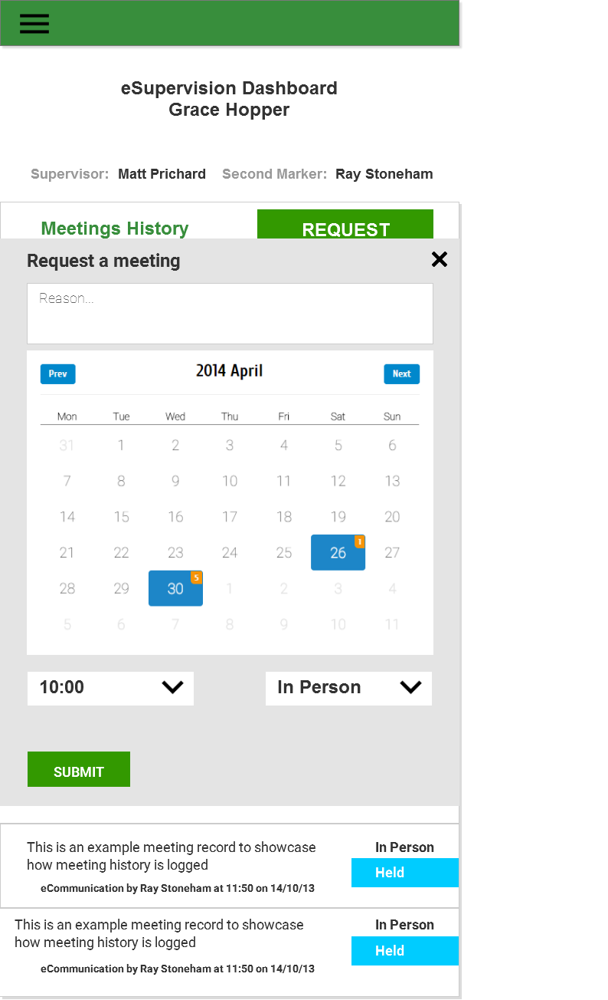 eSupervision Dashboard
Grace Hopper
Supervisor: Matt Prichard Second Marker: Ray Stoneham
Meetings History REQUEST
Request a meeting
Reason...
Prev 2014 April Next
Mon Tue Wed Thu Fri Sat Sun
31 1 2 3 4 5 6
7 8 9 10 11 12 13
14 15 16 17 18 19 20
21 22 23 24 25 26 1 27
28 29 30 5 1 2 3 4
5 6 7 8 9 10 11
10:00 In Person
SUBMIT
This is an example meeting record to showcase
how meeting history is logged
eCommunication by Ray Stoneham at 11:50 on 14/10/13
In Person
Held
This is an example meeting record to showcase
how meeting history is logged
eCommunication by Ray Stoneham at 11:50 on 14/10/13
In Person
Held